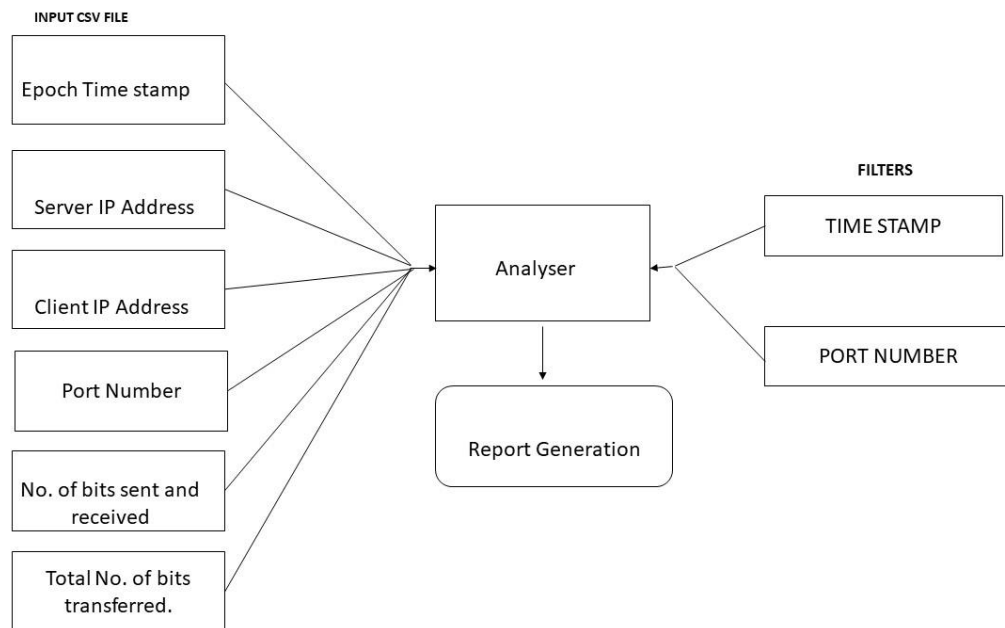 INPUT CSV FILE
Epoch Time stamp
Server IP Address
Client IP Address
Port Number
No. of bits sent and
received
Total No. of bits
transferred.
Analyser
Report Generation
FILTERS
TIME STAMP
PORT NUMBER